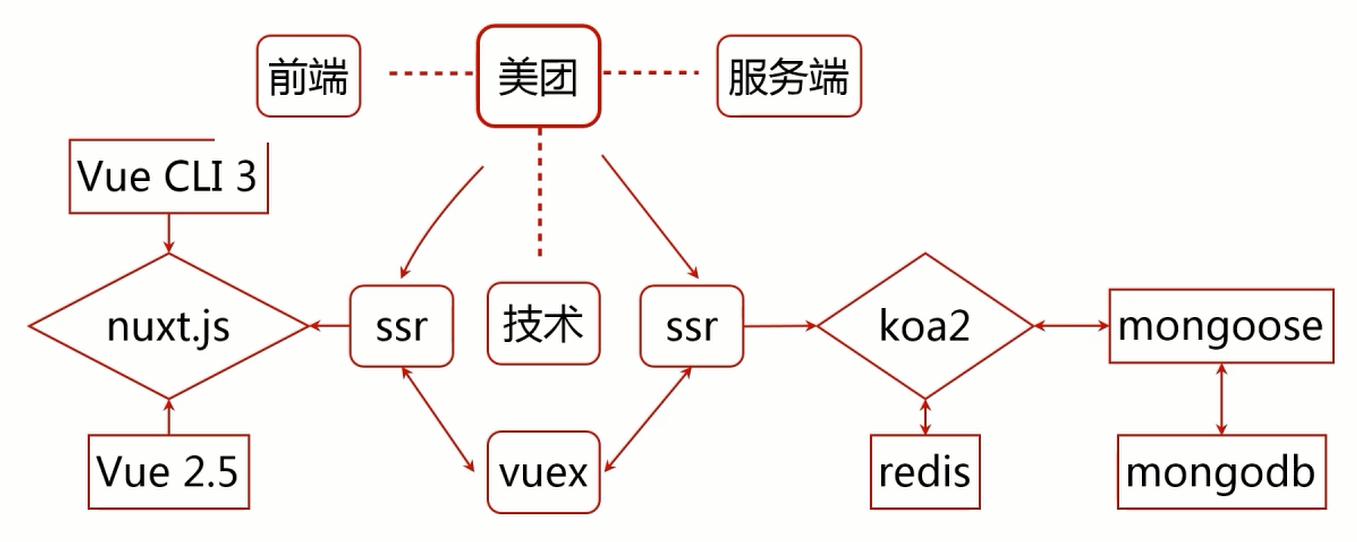 前端
美团
服务端
Vue CLI 3
nuxt.js
ssr
技术
ssr
koa2
mongoose
Vue 2.5
vuex
redis
mongodb